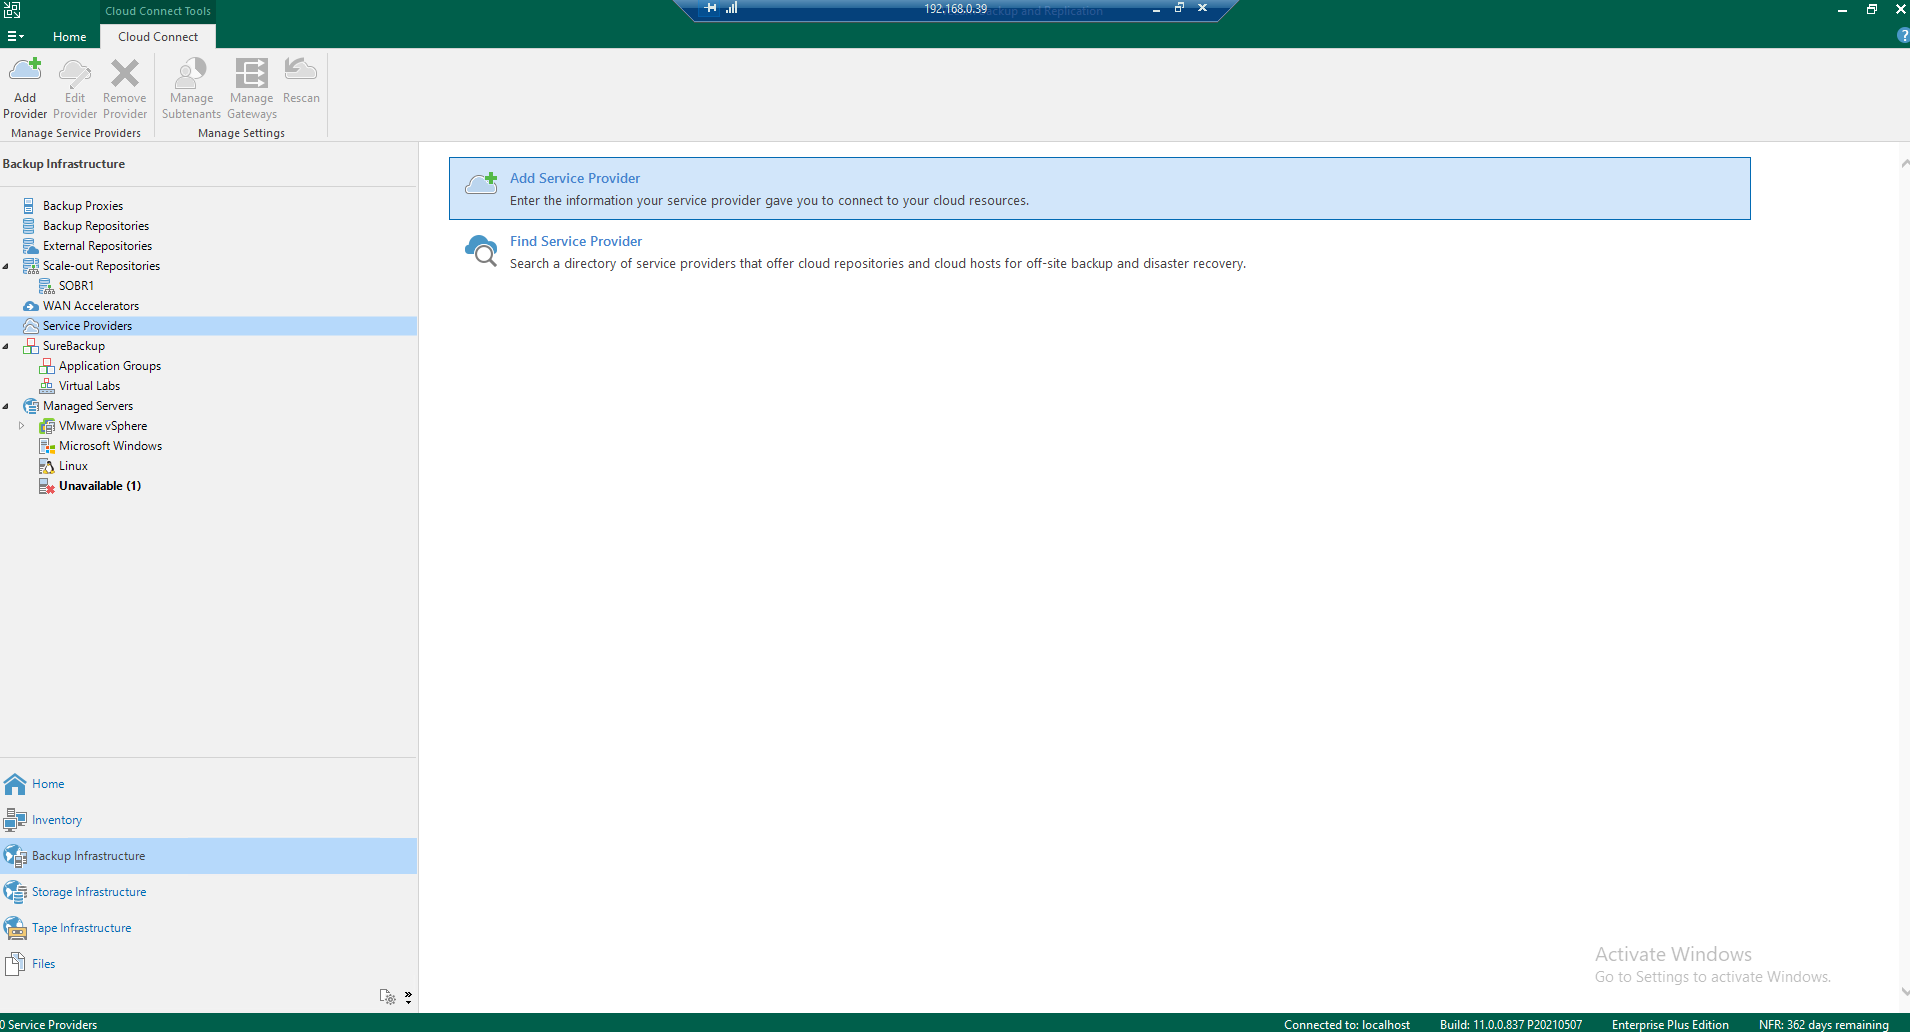 Cloud Connect Tools
192.168.0.39
Backup and Replication
Home
Cloud Connect
Add Provider
Edit Provider
Remove Provider
Manage Subtenants
Manage Gateways
Rescan
Manage Service Providers
Manage Settings
Backup Infrastructure
Backup Proxies
Backup Repositories
External Repositories
Scale-out Repositories
SOBR1
WAN Accelerators
Service Providers
SureBackup
Application Groups
Virtual Labs
Managed Servers
VMware vSphere
Microsoft Windows
Linux
Unavailable (1)
Add Service Provider
Enter the information your service provider gave you to connect to your cloud resources.
Find Service Provider
Search a directory of service providers that offer cloud repositories and cloud hosts for off-site backup and disaster recovery.
Home
Inventory
Backup Infrastructure
Storage Infrastructure
Tape Infrastructure
Files
Activate Windows
Go to Settings to activate Windows.
0 Service Providers
Connected to: localhost
Build: 11.0.0.837 P20210507
Enterprise Plus Edition
NFR: 362 days remaining